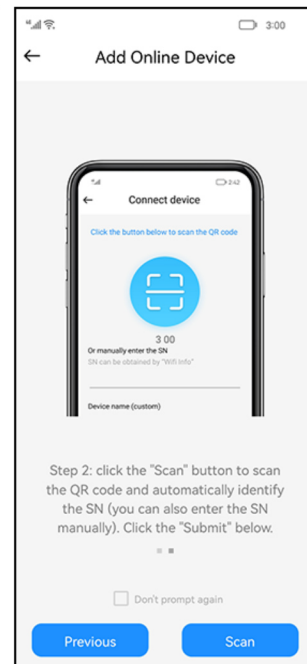 3:00
Add Online Device
2:42
Connect device
Click the button below to scan the QR code
3 00
Or manually enter the SN
SN can be obtained by "Wifi Info"
Device name (custom)
Step 2: click the "Scan" button to scan
the QR code and automatically identify
the SN (you can also enter the SN
manually). Click the "Submit" below.
Don't prompt again
Previous
Scan